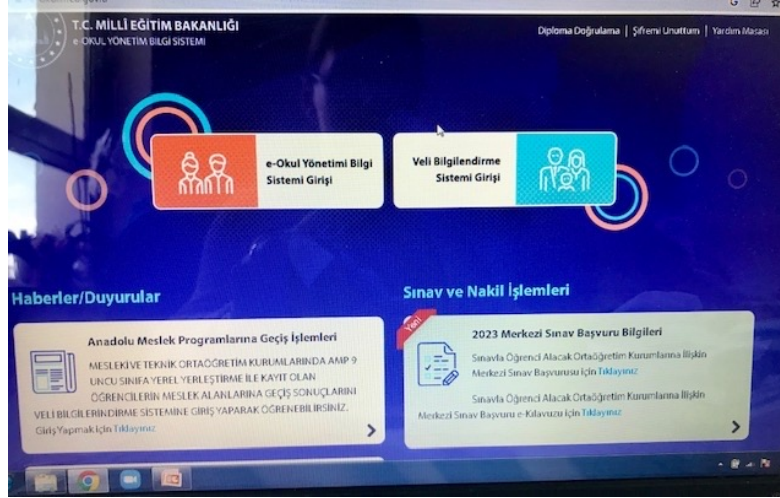 T.C. MİLLÎ EĞİTİM BAKANLIĞI
e-OKUL YÖNETİM BİLGİ SİSTEMİ
Diploma Doğrulama | Şifremi Unuttum | Yardım Masası
e-Okul Yönetimi Bilgi
Sistemi Girişi
Veli Bilgilendirme
Sistemi Girişi
Haberler/Duyurular
Anadolu Meslek Programlarına Geçiş İşlemleri
MESLEKİ VE TEKNİK ORTAÖĞRETİM KURUMLARINDA AMP 9
UNCU SINIFA YEREL YERLEŞTİRME İLE KAYIT OLAN
ÖĞRENCİLERİN MESLEK ALANLARINA GEÇİŞ SONUÇLARINI
VELİ BİLGİLERİNDİRME SİSTEMİNE GİRİŞ YAPARAK ÖĞRENEBİLİRSİNİZ.
Giriş Yapmak İçin Tıklayınız
Sınav ve Nakil İşlemleri
Yeni
2023 Merkezi Sınav Başvuru Bilgileri
Sınavla Öğrenci Alacak Ortaöğretim Kurumlarına İlişkin
Merkezi Sınav Başvurusu için Tıklayınız
Sınavla Öğrenci Alacak Ortaöğretim Kurumlarına İlişkin
Merkezi Sınav Başvuru e-Kılavuzu için Tıklayınız